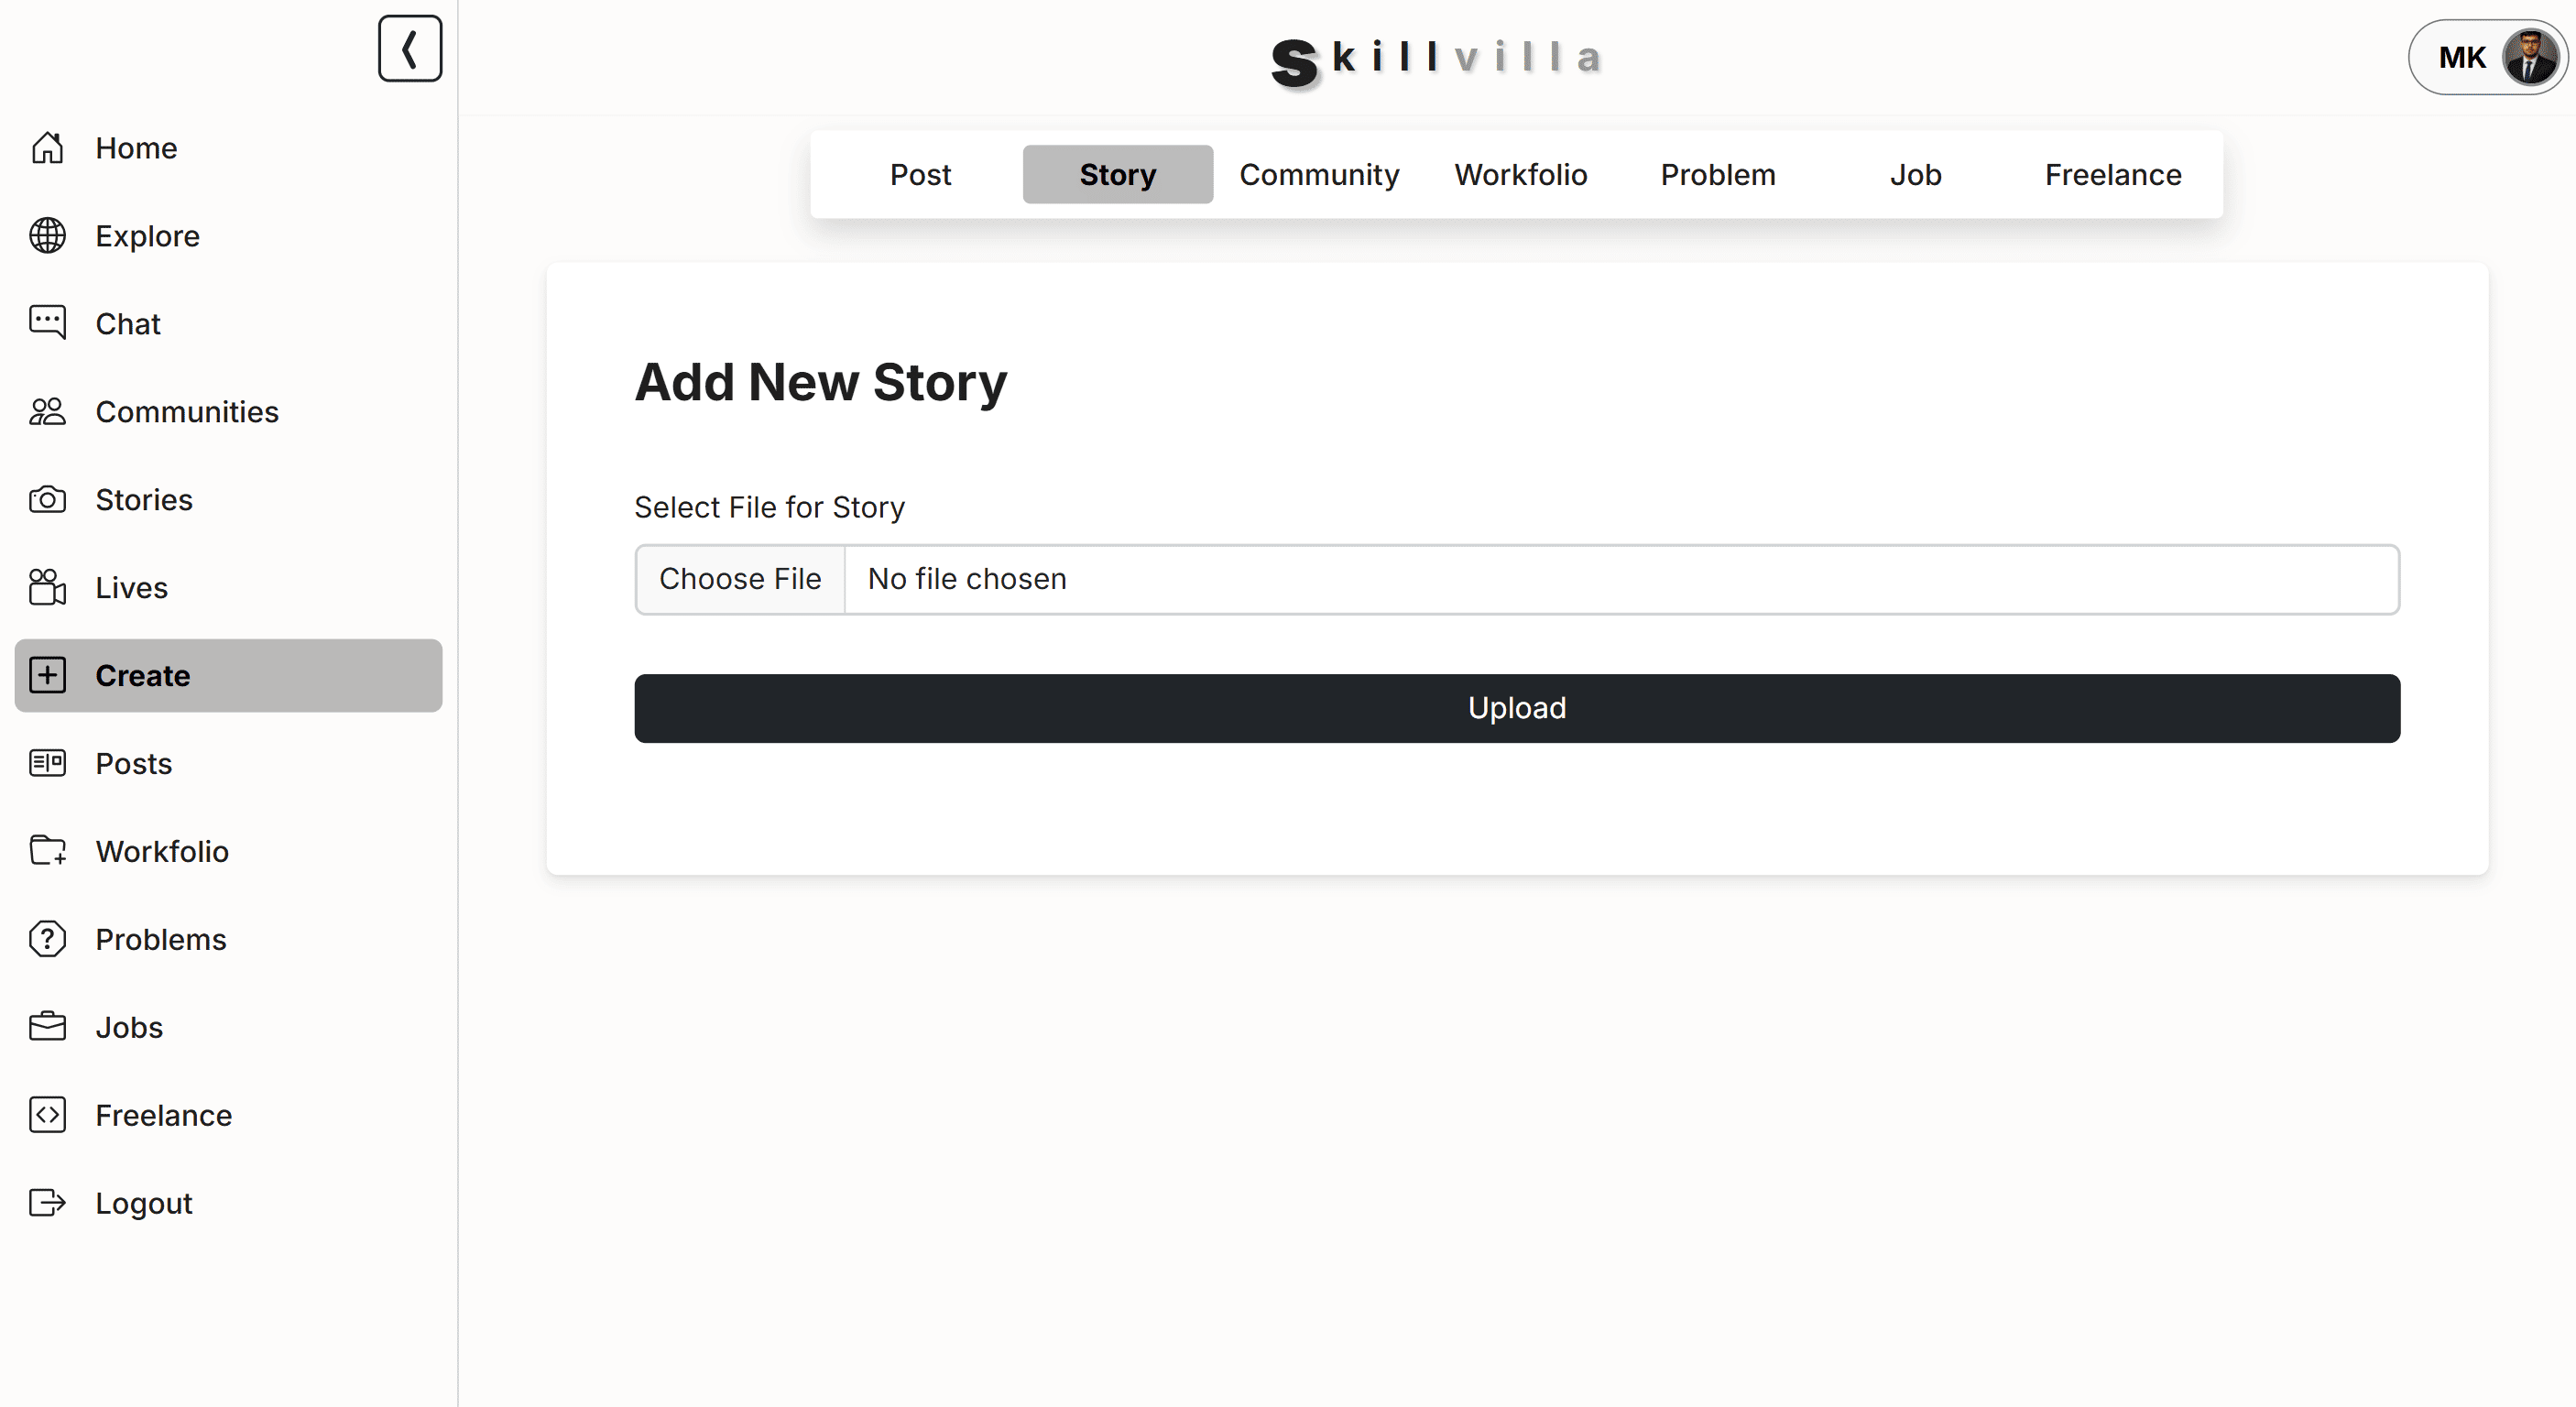 Skillvilla
MK
Home
Explore
Chat
Communities
Stories
Lives
Create
Posts
Workfolio
Problems
Jobs
Freelance
Logout
Post Story Community Workfolio Problem Job Freelance
Add New Story
Select File for Story
Choose File No file chosen
Upload